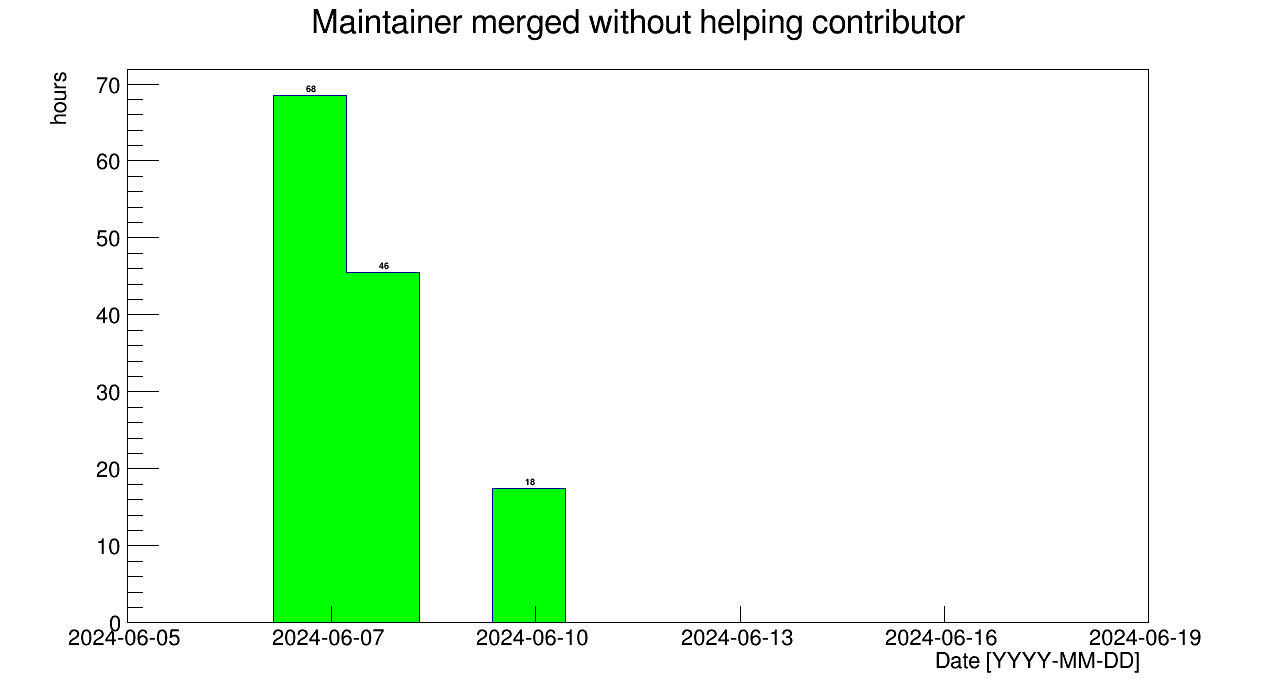 Maintainer merged without helping contributor
hours
70
60
50
40
30
20
10
0
68
46
18
2024-06-05 2024-06-07 2024-06-10 2024-06-13 2024-06-16 2024-06-19
Date [YYYY-MM-DD]